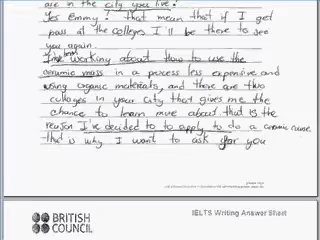 are in the city you live!
Yes Emmy! that mean that if I get
pass at the colleges I'll be there to see
you again.
I've been working about how to use the
ceramic mass in a process less expensive and
using organic materials, and there are two
collages in your city that gives me the
chance to learn more about that is the
reason I've decided to to apply to do a ceramic course.
that is why I want to ask for you
BRITISH
COUNCIL
IELTS Writing Answer Sheet